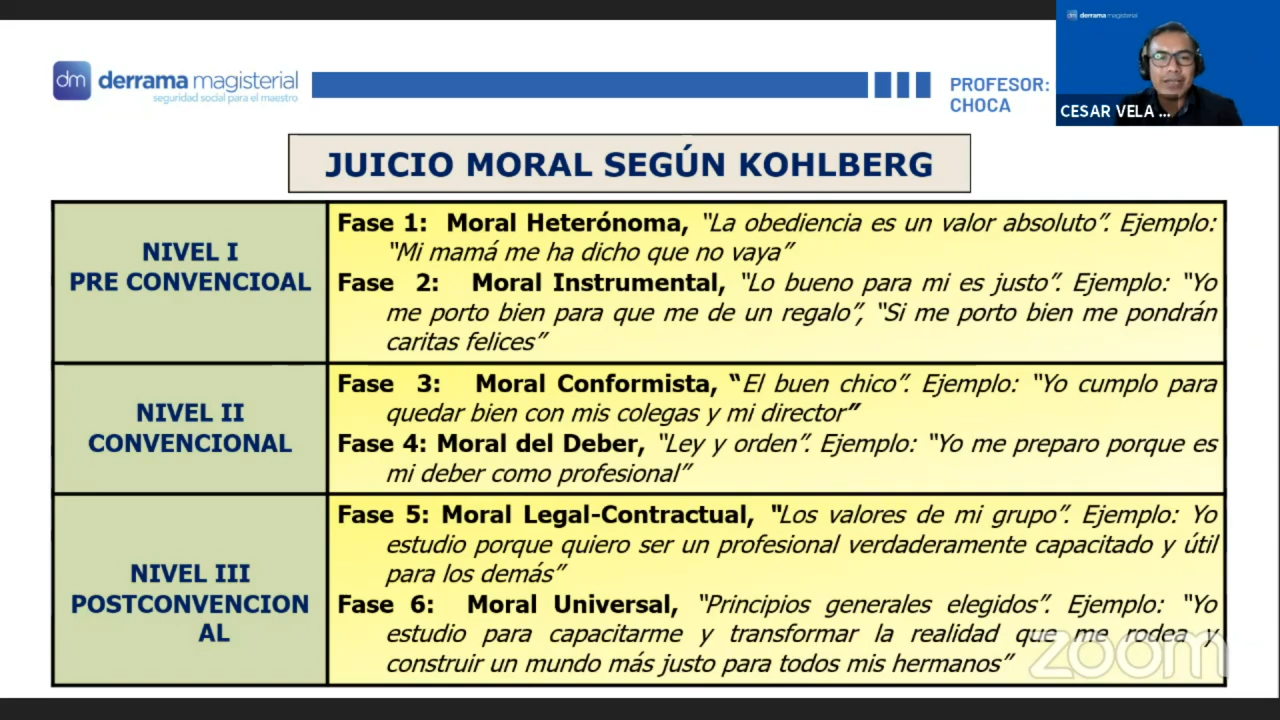 dm derrama magisterial
seguridad social para el maestro
PROFESOR:
CHOCA
dm derrama magisterial
CESAR VELA ...
JUICIO MORAL SEGÚN KOHLBERG
NIVEL I
PRE CONVENCIOAL
Fase 1: Moral Heterónoma, “La obediencia es un valor absoluto”. Ejemplo:
“Mi mamá me ha dicho que no vaya”
Fase 2: Moral Instrumental, “Lo bueno para mi es justo”. Ejemplo: “Yo
me porto bien para que me de un regalo”, “Si me porto bien me pondrán
caritas felices”
NIVEL II
CONVENCIONAL
Fase 3: Moral Conformista, “El buen chico”. Ejemplo: “Yo cumplo para
quedar bien con mis colegas y mi director”
Fase 4: Moral del Deber, “Ley y orden”. Ejemplo: “Yo me preparo porque es
mi deber como profesional”
NIVEL III
POSTCONVENCION
AL
Fase 5: Moral Legal-Contractual, "Los valores de mi grupo”. Ejemplo: Yo
estudio porque quiero ser un profesional verdaderamente capacitado y útil
para los demás”
Fase 6: Moral Universal, “Principios generales elegidos”. Ejemplo: “Yo
estudio para capacitarme y transformar la realidad que me rodea y
construir un mundo más justo para todos mis hermanos”
zoom